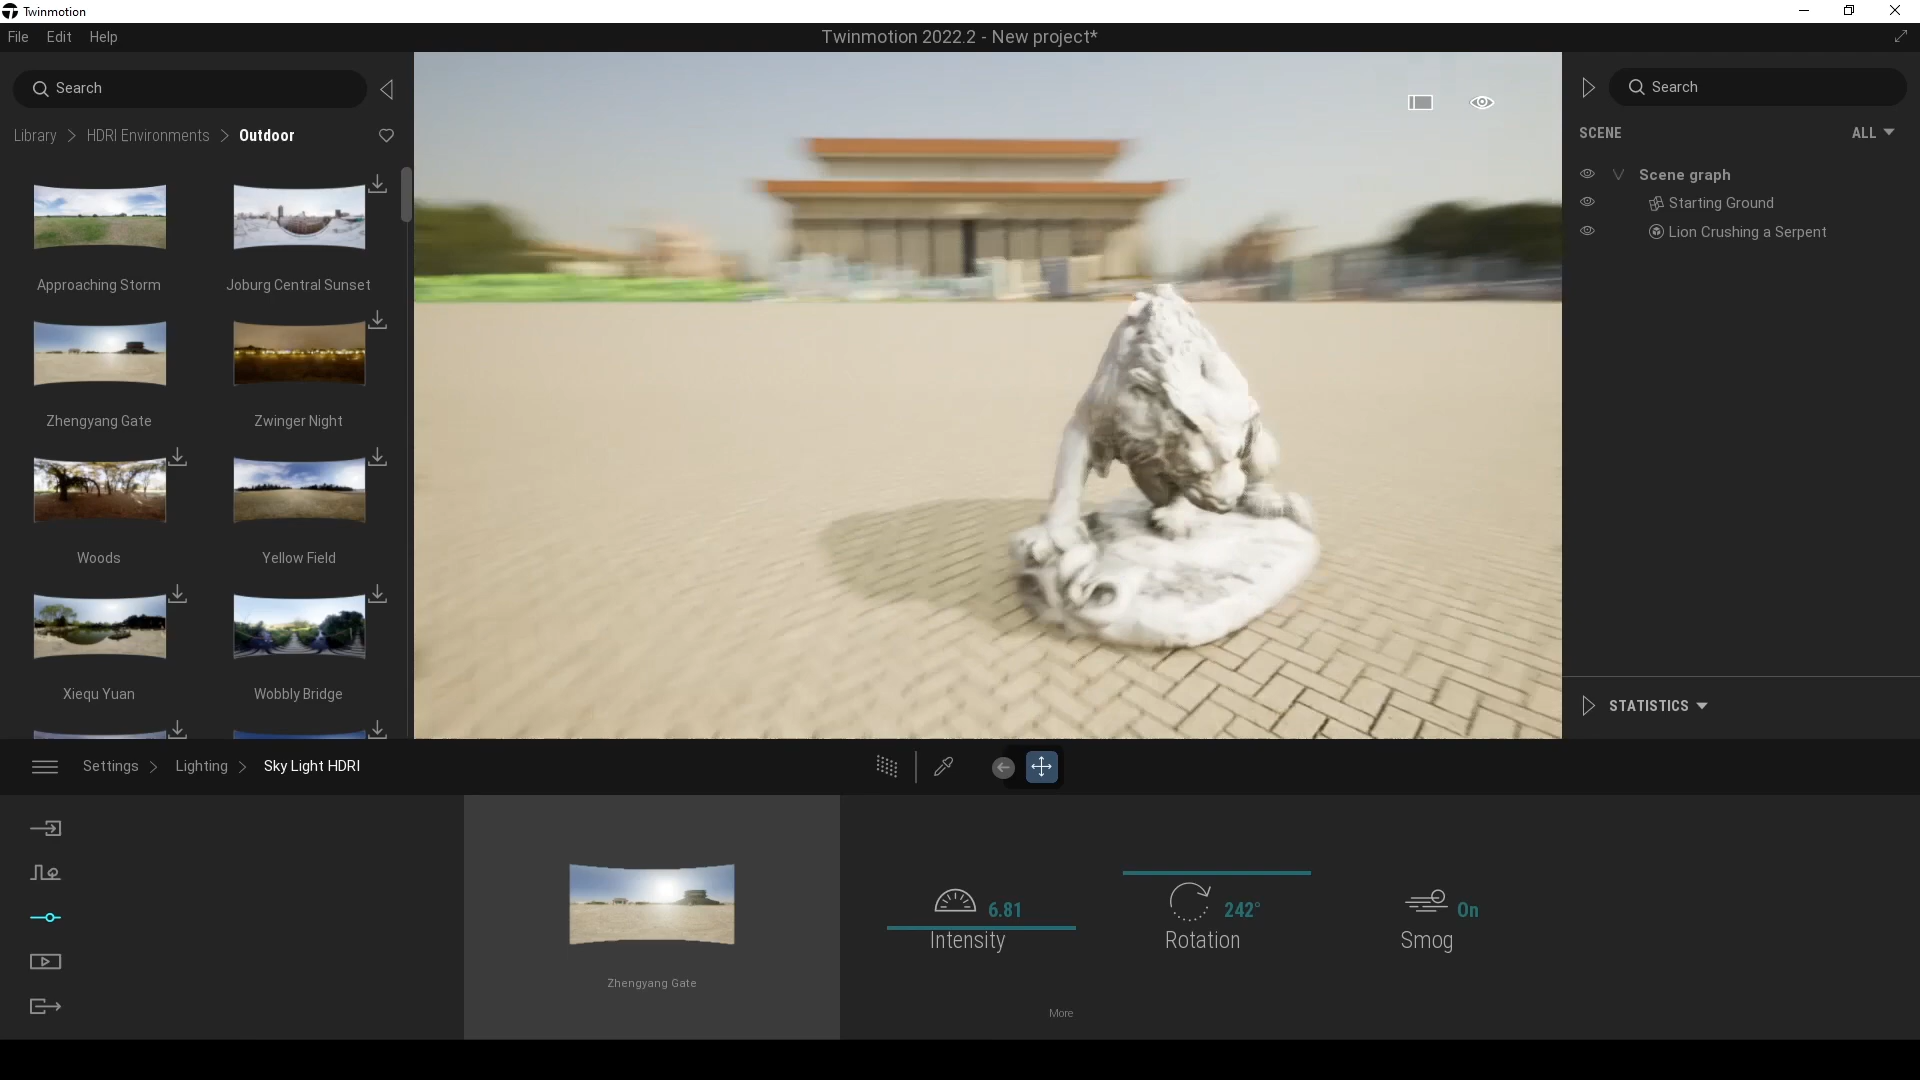 Twinmotion
File Edit Help
Twinmotion 2022.2 - New project*
Search
Library HDRI Environments Outdoor
Approaching Storm
Joburg Central Sunset
Zhengyang Gate
Zwinger Night
Woods
Yellow Field
Xiequ Yuan
Wobbly Bridge
Search
SCENE
ALL
Scene graph
Starting Ground
Lion Crushing a Serpent
STATISTICS
Settings Lighting Sky Light HDRI
Zhengyang Gate
6.81
Intensity
242°
Rotation
On
Smog
More